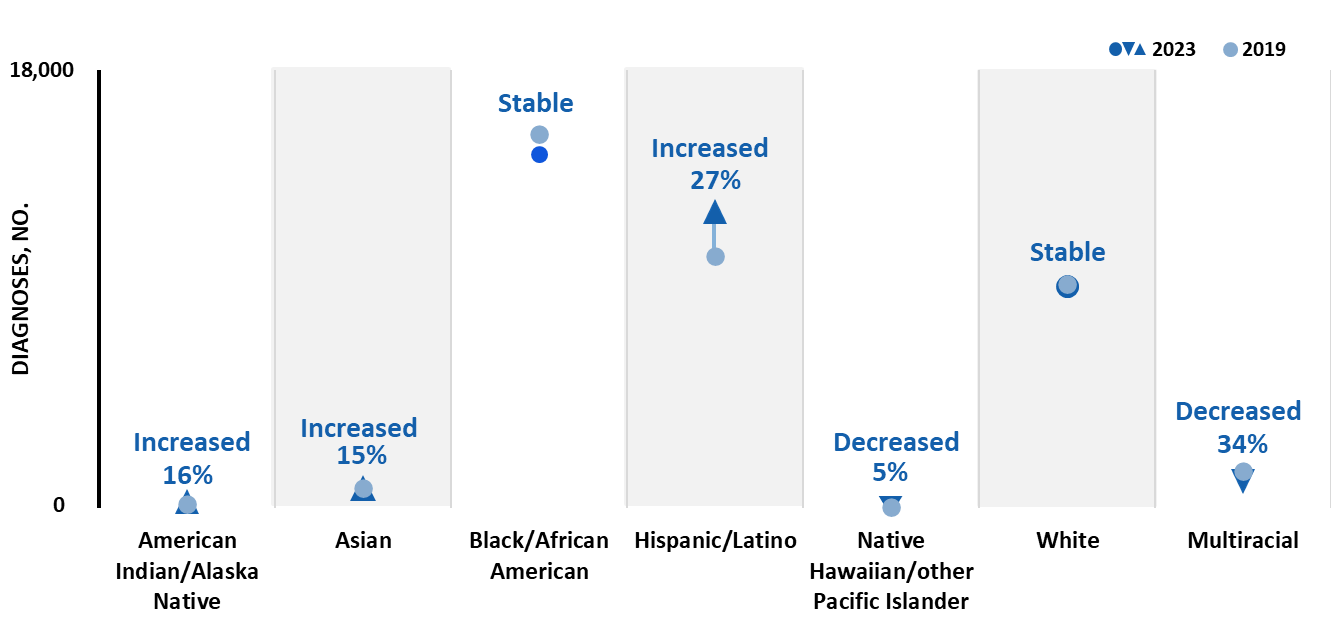 2023
2019
18,000
DIAGNOSES, NO.
0
Increased
16%
Increased
15%
Stable
Increased
27%
Decreased
5%
Stable
Decreased
34%
American
Indian/Alaska
Native
Asian
Black/African
American
Hispanic/Latino
Native
Hawaiian/other
Pacific Islander
White
Multiracial